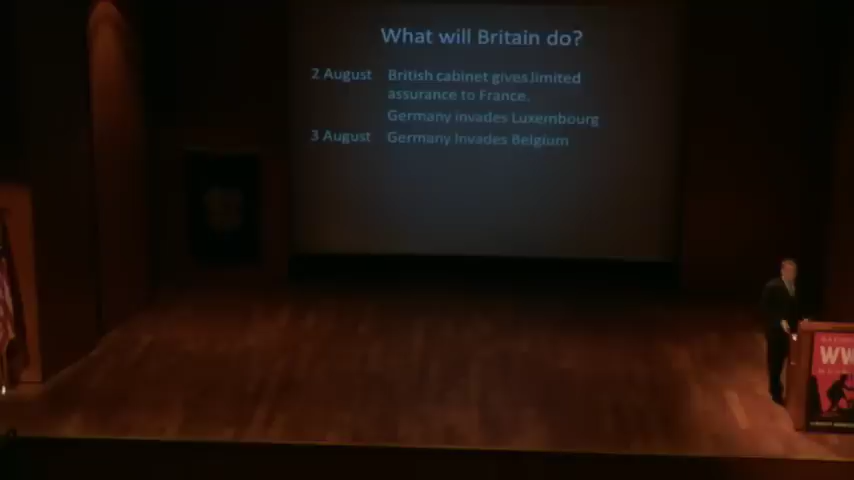 What will Britain do?
2 August British cabinet gives limited
assurance to France.
Germany invades Luxembourg
3 August Germany Invades Belgium
WW